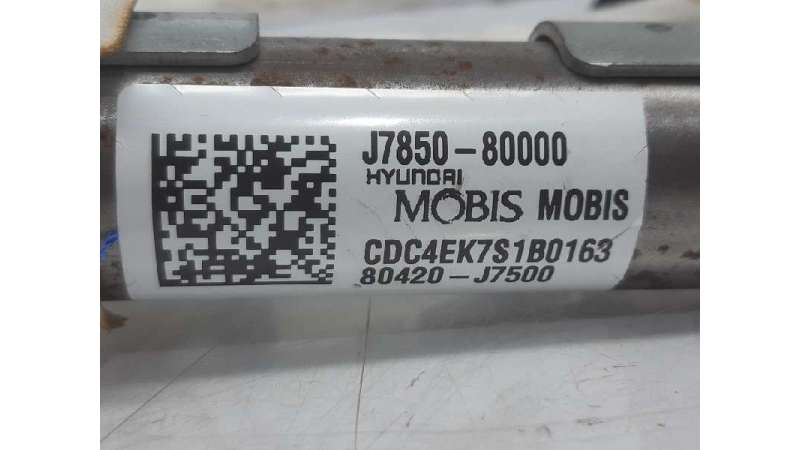 J7850-80000
HYUNDAI
MOBIS MOBIS
CDC4EK7S1B0163
80420-J7500